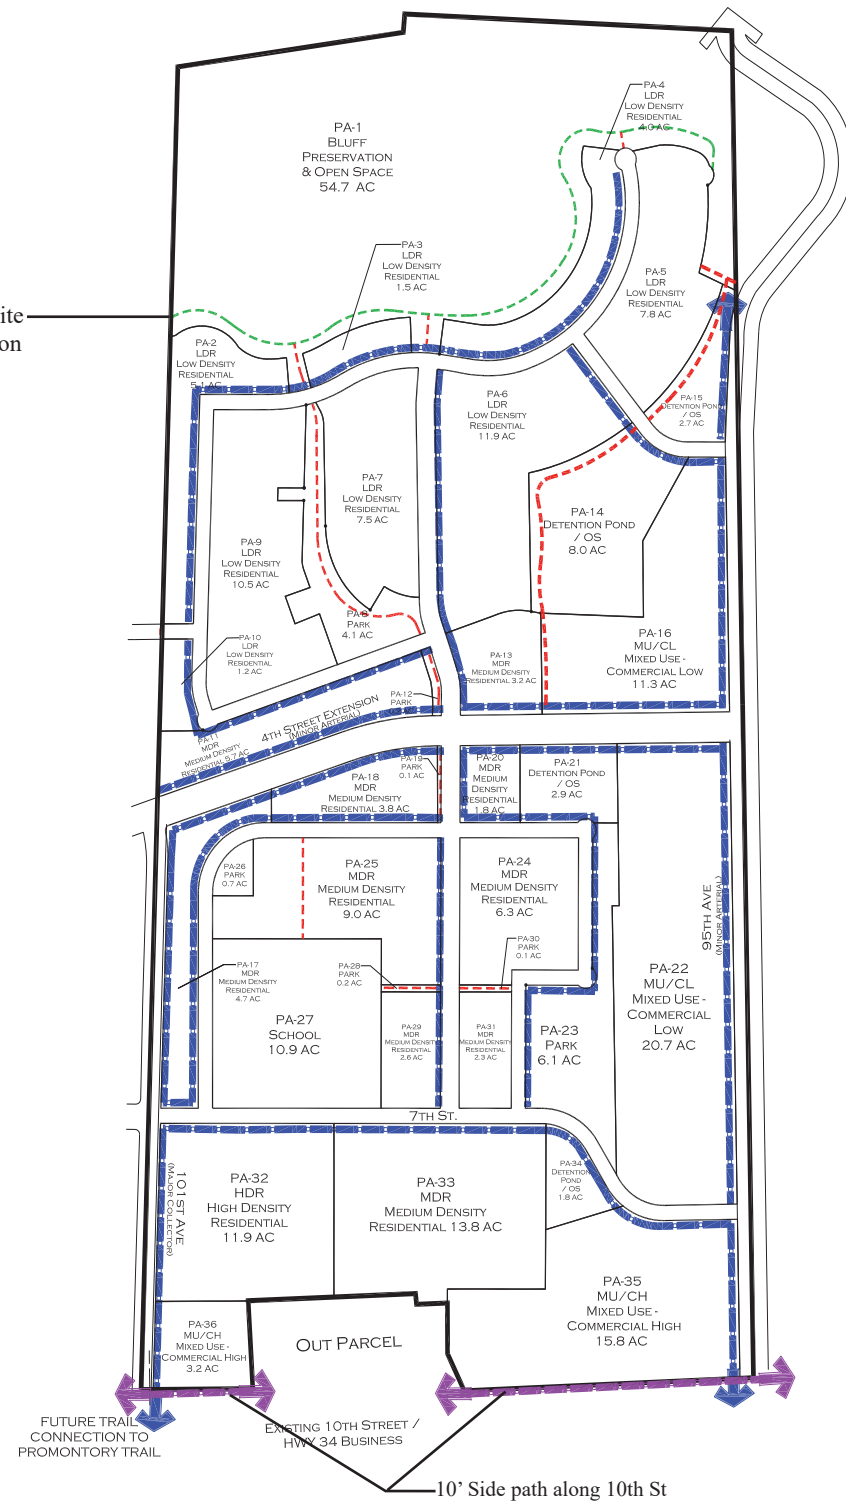 PA-4
LDR
Low Density
Residential
4.0 AC
PA-1
Bluff
Preservation
& Open Space
54.7 AC
PA-3
LDR
Low Density
Residential
1.5 AC
PA-5
LDR
Low Density
Residential
7.8 AC
ite
on
PA-2
LDR
Low Density
Residential
5.1 AC
PA-6
LDR
Low Density
Residential
11.9 AC
PA-15
Detention Pond
/ OS
2.7 AC
PA-7
LDR
Low Density
Residential
7.5 AC
PA-14
Detention Pond
/ OS
8.0 AC
PA-9
LDR
Low Density
Residential
10.5 AC
PA-8
Park
4.1 AC
PA-10
LDR
Low Density
Residential
1.2 AC
PA-13
MDR
Medium Density
Residential 3.2 AC
PA-16
MU/CL
Mixed Use -
Commercial Low
11.3 AC
PA-12
Park
4th Street Extension
(Minor Arterial)
PA-11
MDR
Medium Density
Residential 5.7 AC
PA-19
Park
0.1 AC
PA-18
MDR
Medium Density
Residential 3.8 AC
PA-20
MDR
Medium
Density
Residential
1.8 AC
PA-21
Detention Pond
/ OS
2.9 AC
PA-26
Park
0.7 AC
PA-25
MDR
Medium Density
Residential
9.0 AC
PA-24
MDR
Medium Density
Residential
6.3 AC
95th Ave
(Minor Arterial)
PA-30
Park
0.1 AC
PA-28
Park
0.2 AC
PA-17
MDR
Medium Density
Residential
4.7 AC
PA-22
MU/CL
Mixed Use -
Commercial
Low
20.7 AC
PA-27
School
10.9 AC
PA-29
MDR
Medium Density
Residential
2.6 AC
PA-31
MDR
Medium Density
Residential
2.3 AC
PA-23
Park
6.1 AC
7th St.
PA-34
Detention
Pond
/ OS
1.8 AC
101st Ave
(Major Collector)
PA-32
HDR
High Density
Residential
11.9 AC
PA-33
MDR
Medium Density
Residential 13.8 AC
PA-35
MU/CH
Mixed Use -
Commercial High
15.8 AC
PA-36
MU/CH
Mixed Use -
Commercial High
3.2 AC
Out Parcel
Future Trail
Connection to
Promontory Trail
Existing 10th Street /
Hwy 34 Business
10’ Side path along 10th St